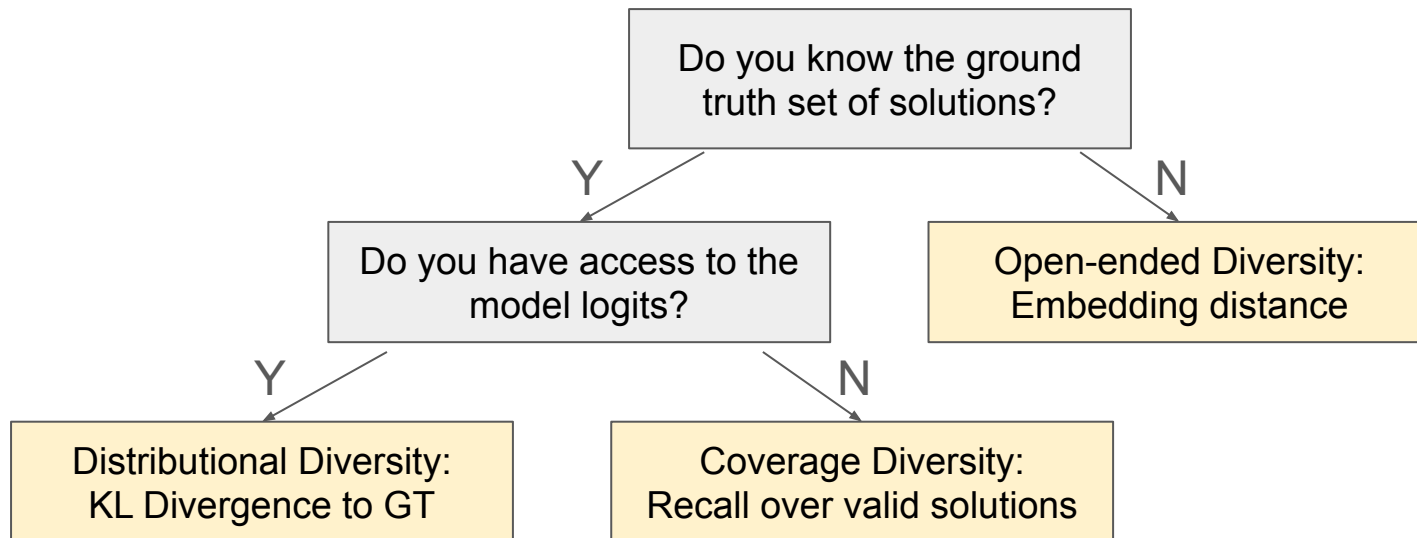 Do you know the ground
truth set of solutions?
Y
N
Do you have access to the
model logits?
Open-ended Diversity:
Embedding distance
Y
N
Distributional Diversity:
KL Divergence to GT
Coverage Diversity:
Recall over valid solutions